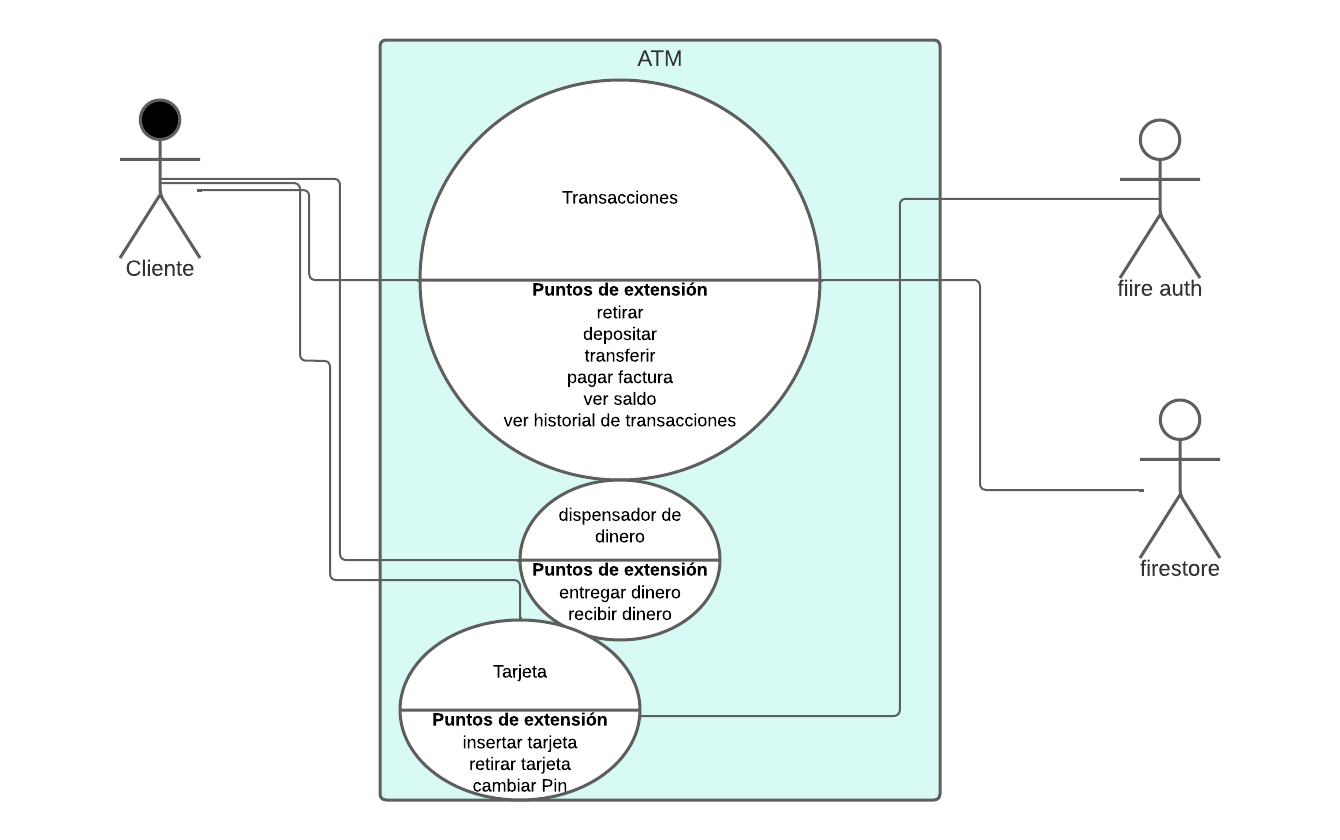 ATM
Cliente
Transacciones
Puntos de extensión
retirar
depositar
transferir
pagar factura
ver saldo
ver historial de transacciones
fiire auth
dispensador de
dinero
Puntos de extensión
entregar dinero
recibir dinero
firestore
Tarjeta
Puntos de extensión
insertar tarjeta
retirar tarjeta
cambiar Pin